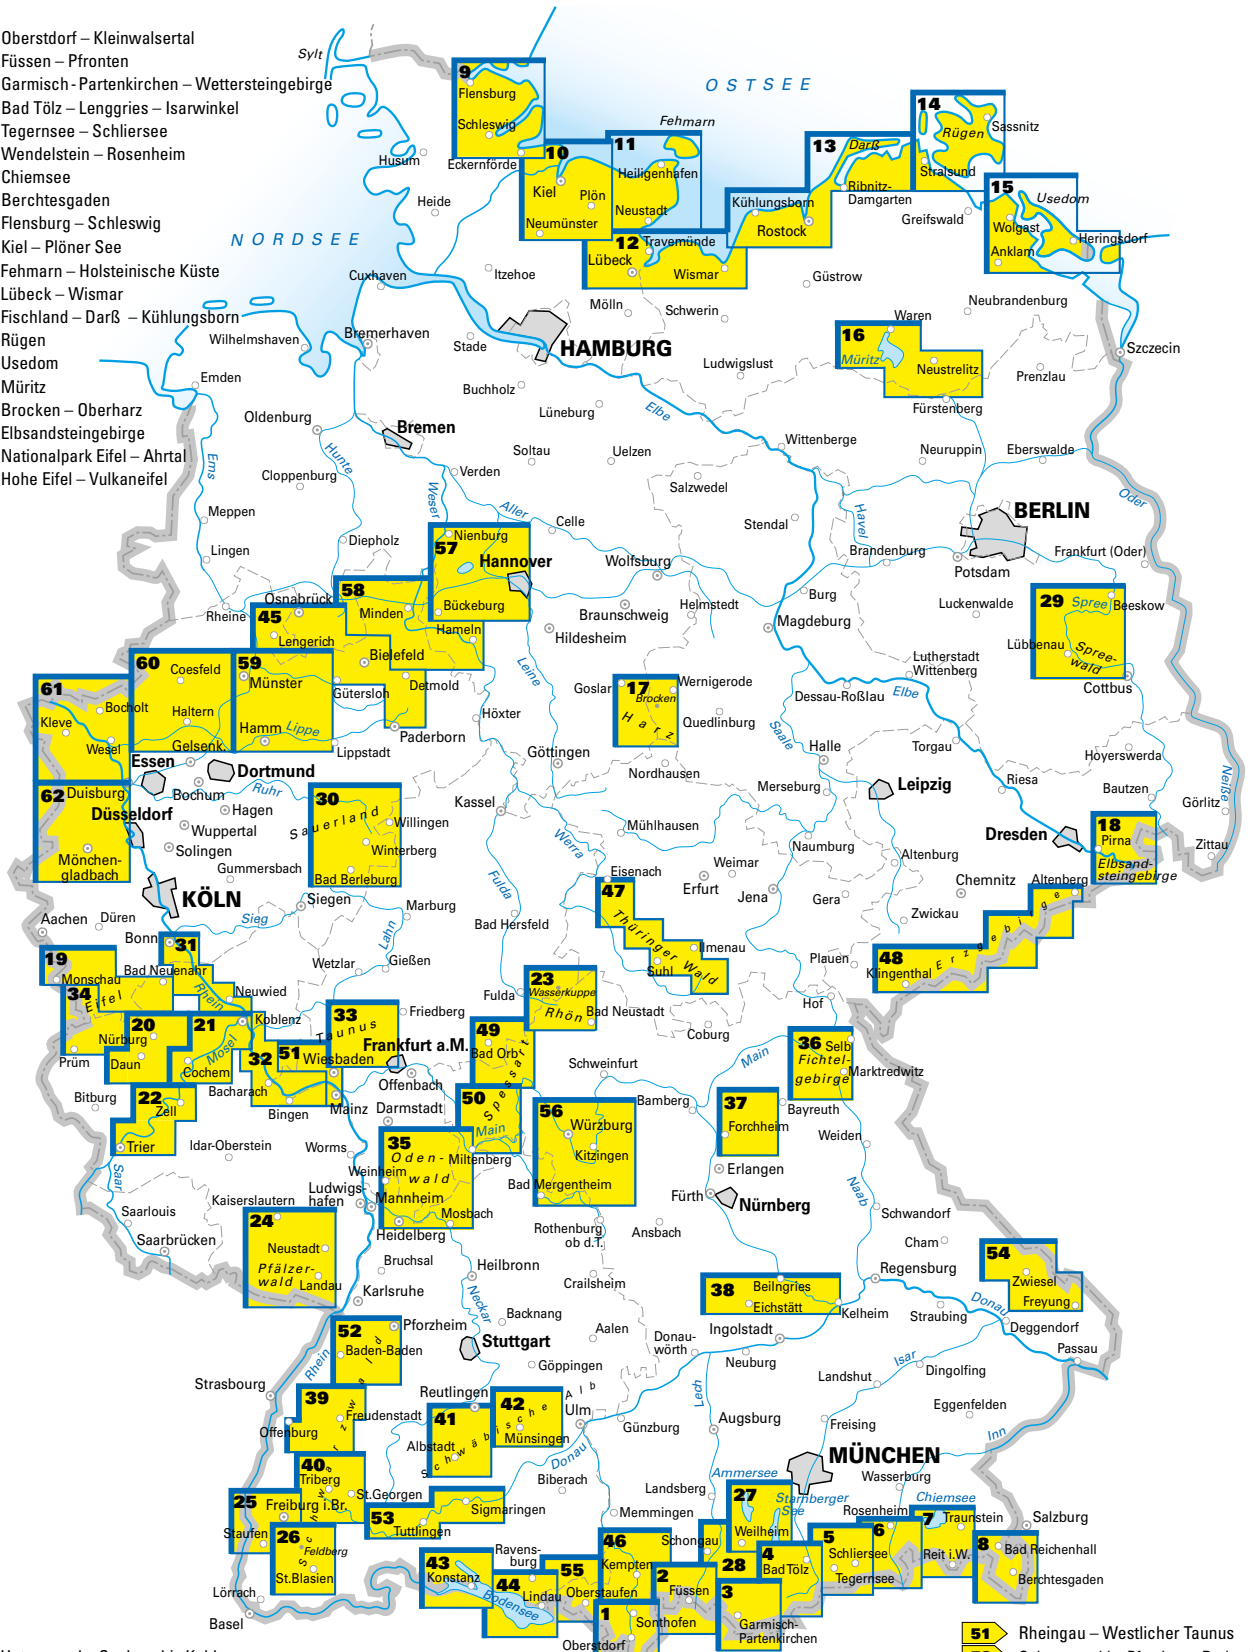 Oberstdorf – Kleinwalsertal
Füssen – Pfronten
Garmisch-Partenkirchen – Wettersteingebirge
Bad Tölz – Lenggries – Isarwinkel
Tegernsee – Schliersee
Wendelstein – Rosenheim
Chiemsee
Berchtesgaden
Flensburg – Schleswig
Kiel – Plöner See
Fehmarn – Holsteinische Küste
Lübeck – Wismar
Fischland – Darß – Kühlungsborn
Rügen
Usedom
Müritz
Brocken – Oberharz
Elbsandsteingebirge
Nationalpark Eifel – Ahrtal
Hohe Eifel – Vulkaneifel
Sylt
OSTSEE
NORDSEE
9
Flensburg
Schleswig
Eckernförde
Husum
Heide
10
Kiel
Plön
Neumünster
11
Fehmarn
Heiligenhafen
Neustadt
12
Travemünde
Lübeck
Wismar
13
Darß
Ribnitz-
Damgarten
Kühlungsborn
Rostock
14
Rügen
Sassnitz
Stralsund
15
Usedom
Wolgast
Heringsdorf
Anklam
Greifswald
Güstrow
Neubrandenburg
Itzehoe
Cuxhaven
Mölln
Schwerin
Bremerhaven
Wilhelmshaven
Stade
HAMBURG
Ludwigslust
16
Waren
Müritz
Neustrelitz
Fürstenberg
Prenzlau
Szczecin
Emden
Oldenburg
Buchholz
Lüneburg
Elbe
Bremen
Hunte
Ems
Cloppenburg
Verden
Weser
Soltau
Uelzen
Salzwedel
Wittenberge
Neuruppin
Eberswalde
Oder
Meppen
Lingen
Diepholz
Aller
Celle
Stendal
Havel
BERLIN
Brandenburg
Potsdam
Frankfurt (Oder)
57
Nienburg
Hannover
Bückeburg
Wolfsburg
Braunschweig
Helmstedt
Hildesheim
Burg
Magdeburg
Luckenwalde
29
Spree
Beeskow
Lübbenau
Spree-
wald
Cottbus
Rheine
Osnabrück
58
Minden
Hameln
45
Lengerich
Bielefeld
Detmold
Gütersloh
60
Coesfeld
Haltern
Gelsenk.
59
Münster
Hamm
Lippe
Lippstadt
Paderborn
Höxter
Leine
Göttingen
Goslar
17
Wernigerode
Brocken
Harz
Quedlinburg
Nordhausen
Lutherstadt
Wittenberg
Dessau-Roßlau
Elbe
Saale
Halle
Torgau
Merseburg
Leipzig
Riesa
Hoyerswerda
Bautzen
Görlitz
Neiße
Zittau
61
Kleve
Bocholt
Wesel
Essen
Dortmund
Bochum
Ruhr
Hagen
Wuppertal
Solingen
Gummersbach
62
Duisburg
Düsseldorf
Mönchen-
gladbach
KÖLN
30
Sauerland
Willingen
Winterberg
Bad Berleburg
Siegen
Sieg
Kassel
Werra
Fulda
Mühlhausen
Eisenach
Weimar
Erfurt
Jena
Naumburg
Altenburg
Gera
Zwickau
Chemnitz
Dresden
18
Pirna
Elbsand-
steingebirge
Altenberg
Aachen
Düren
Bonn
Marburg
Lahn
Gießen
Wetzlar
Bad Hersfeld
47
Thüringer Wald
Ilmenau
Suhl
Plauen
48
Klingenthal
Erzgebirge
Hof
19
Monschau
34
Eifel
Prüm
31
Bad Neuenahr
Rhein
Neuwied
Koblenz
20
Nürburg
Daun
21
Mosel
Cochem
22
Zell
Trier
Bitburg
32
51
Wiesbaden
Bacharach
Bingen
Mainz
33
Taunus
Friedberg
Frankfurt a.M.
Offenbach
Darmstadt
Fulda
23
Wasserkuppe
Rhön
Bad Neustadt
49
Bad Orb
Spessart
50
Main
Miltenberg
Coburg
Schweinfurt
Main
Bamberg
36
Selb
Fichtel-
gebirge
Marktredwitz
Bayreuth
37
Forchheim
Weiden
Erlangen
Fürth
Nürnberg
Naab
Saar
Idar-Oberstein
Worms
35
Oden-
wald
Weinheim
Ludwigs-
hafen
Mannheim
Mosbach
Heidelberg
56
Würzburg
Kitzingen
Bad Mergentheim
Rothenburg
ob d.T.
Ansbach
Schwandorf
Cham
Saarlouis
Saarbrücken
Kaiserslautern
24
Neustadt
Pfälzer-
wald
Landau
Bruchsal
Karlsruhe
Heilbronn
Neckar
Crailsheim
Backnang
Aalen
38
Beilngries
Eichstätt
Kelheim
Regensburg
Ingolstadt
Donau-
wörth
Neuburg
Straubing
Donau
Deggendorf
54
Zwiesel
Freyung
Passau
52
Pforzheim
Baden-Baden
Rhein
Strasbourg
Stuttgart
Göppingen
Reutlingen
39
Freudenstadt
Offenburg
40
Triberg
St.Georgen
Schwarzwald
41
Albstadt
42
Münsingen
Schwäbische Alb
Ulm
Donau
Günzburg
Biberach
Lech
Augsburg
Isar
Landshut
Dingolfing
Eggenfelden
Freising
Inn
MÜNCHEN
Wasserburg
25
Freiburg i.Br.
Staufen
26
Feldberg
St.Blasien
Lörrach
Basel
53
Tuttlingen
Sigmaringen
Memmingen
Landsberg
Ammersee
Starnberger
See
27
Weilheim
Schongau
Rosenheim
Chiemsee
7
Traunstein
Reit i.W.
Salzburg
8
Bad Reichenhall
Berchtesgaden
43
Konstanz
Ravens-
burg
44
Lindau
Bodensee
55
Oberstaufen
46
Kempten
1
Sonthofen
Oberstdorf
2
Füssen
28
3
Garmisch-
Partenkirchen
4
Bad Tölz
5
Schliersee
Tegernsee
6
51 Rheingau – Westlicher Taunus